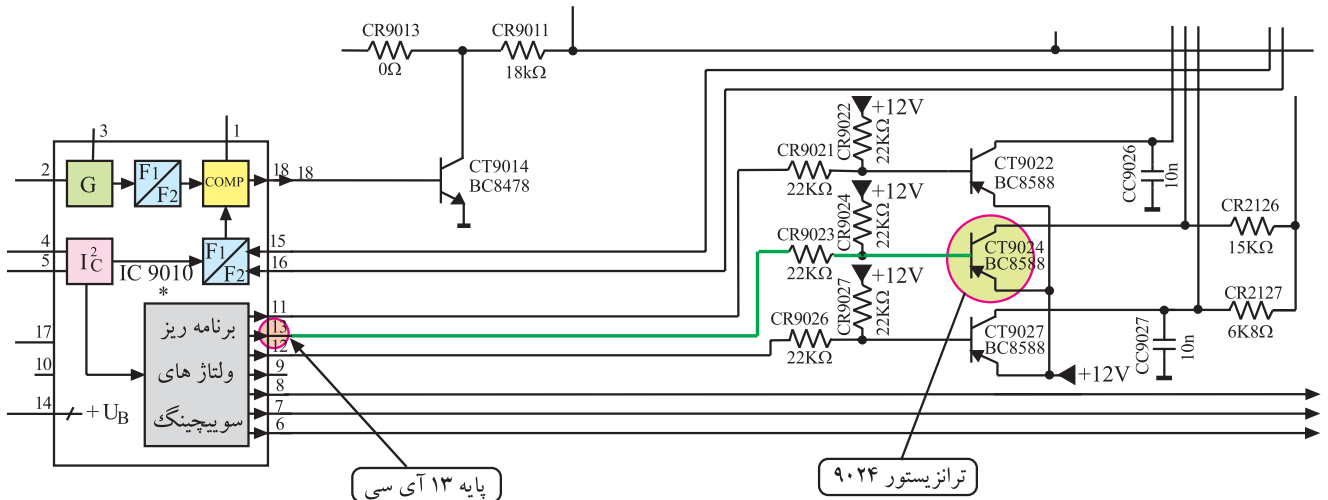 CR9013
0Ω
CR9011
18kΩ
3
1
2
G
F1
F2
COMP
18
18
CT9014
BC8478
4
5
I²C
F1
F2
15
16
IC 9010
*
برنامه ریز
ولتاژ های
سوییچینگ
11
13
12
9
8
7
6
17
10
14
+UB
CR9021
22KΩ
CR9022
22KΩ
+12V
CT9022
BC8588
CC9026
10n
CR9023
22KΩ
CR9024
22KΩ
+12V
CT9024
BC8588
CR2126
15KΩ
CR9026
22KΩ
CR9027
22KΩ
+12V
CT9027
BC8588
CC9027
10n
CR2127
6K8Ω
+12V
پایه ۱۳ آی سی
ترانزیستور ۹۰۲۴